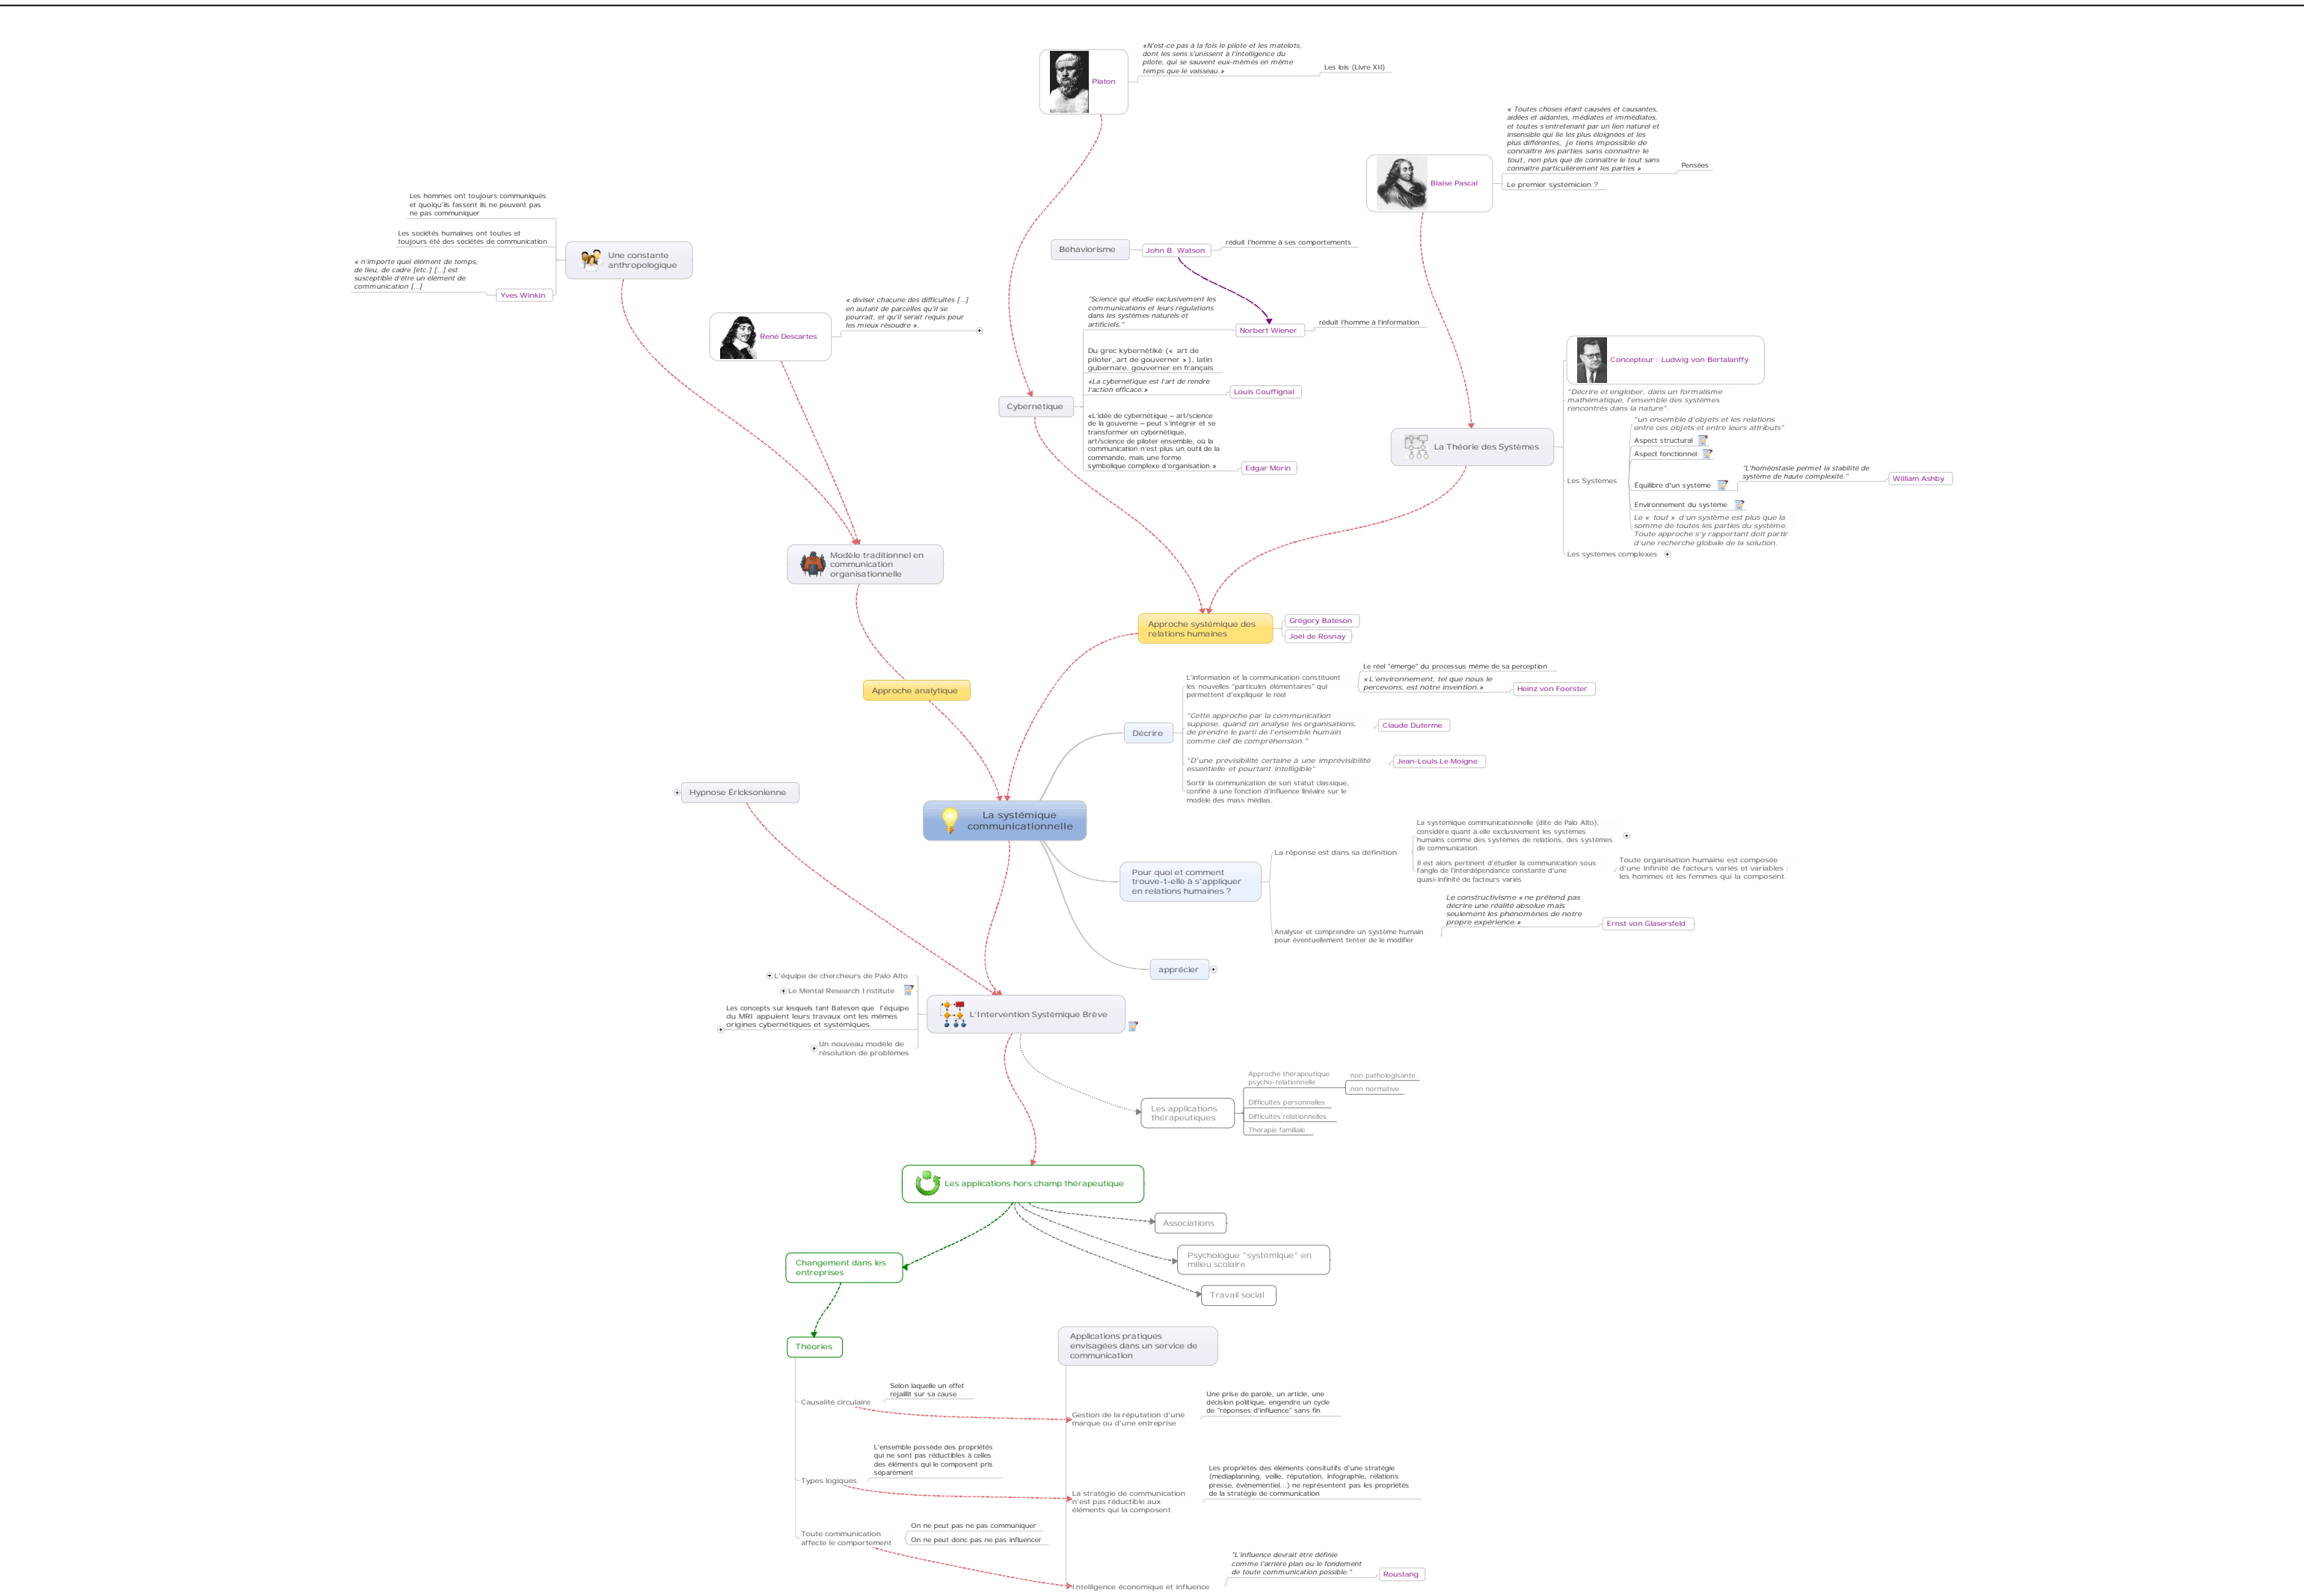 Platon
«N'est-ce pas à la fois le pilote et les matelots,
dont les sens s'unissent à l'intelligence du
pilote, qui se sauvent eux-mêmes en même
temps que le vaisseau.»
Les lois (Livre XII)
Blaise Pascal
« Toutes choses étant causées et causantes,
aidées et aidantes, médiates et immédiates,
et toutes s'entretenant par un lien naturel et
insensible qui lie les plus éloignées et les
plus différentes, je tiens impossible de
connaître les parties sans connaître le
tout, non plus que de connaître le tout sans
connaître particulièrement les parties »
Pensées
Le premier systémicien ?
Les hommes ont toujours communiqués
et quoiqu'ils fassent ils ne peuvent pas
ne pas communiquer
Les sociétés humaines ont toutes et
toujours été des sociétés de communication
« n'importe quel élément de temps,
de lieu, de cadre [etc.] [...] est
susceptible d'être un élément de
communication [...]
Yves Winkin
Une constante
anthropologique
René Descartes
« diviser chacune des difficultés [...]
en autant de parcelles qu'il se
pourrait, et qu'il serait requis pour
les mieux résoudre ».
Béhaviorisme
John B. Watson
réduit l'homme à ses comportements
"Science qui étudie exclusivement les
communications et leurs régulations
dans les systèmes naturels et
artificiels."
Norbert Wiener
réduit l'homme à l'information
Du grec kybernêtikê (« art de
piloter, art de gouverner »), latin
gubernare, gouverner en français
«La cybernétique est l'art de rendre
l'action efficace.»
Louis Couffignal
Cybernétique
«L'idée de cybernétique – art/science
de la gouverne – peut s'intégrer et se
transformer en cybernétique,
art/science de piloter ensemble, où la
communication n'est plus un outil de la
commande, mais une forme
symbolique complexe d'organisation.»
Edgar Morin
Concepteur : Ludwig von Bertalanffy
"Décrire et englober, dans un formalisme
mathématique, l'ensemble des systèmes
rencontrés dans la nature".
La Théorie des Systèmes
Les Systèmes
"un ensemble d'objets et les relations
entre ces objets et entre leurs attributs"
Aspect structural
Aspect fonctionnel
Équilibre d'un système
"L'homéostasie permet la stabilité de
système de haute complexité."
William Ashby
Environnement du système
Le « tout » d'un système est plus que la
somme de toutes les parties du système.
Toute approche s'y rapportant doit partir
d'une recherche globale de la solution.
Les systèmes complexes
Modèle traditionnel en
communication
organisationnelle
Approche systémique des
relations humaines
Grégory Bateson
Joël de Rosnay
Approche analytique
Décrire
L'information et la communication constituent
les nouvelles "particules élémentaires" qui
permettent d'expliquer le réel
Le réel "émerge" du processus même de sa perception
«L'environnement, tel que nous le
percevons, est notre invention.»
Heinz von Foerster
"Cette approche par la communication
suppose, quand on analyse les organisations,
de prendre le parti de l'ensemble humain
comme clef de compréhension."
Claude Duterme
"D'une prévisibilité certaine à une imprévisibilité
essentielle et pourtant intelligible"
Jean-Louis Le Moigne
Sortir la communication de son statut classique,
confiné à une fonction d'influence linéaire sur le
modèle des mass médias.
Hypnose Éricksonienne
La systémique
communicationnelle
Pour quoi et comment
trouve-t-elle à s'appliquer
en relations humaines ?
La réponse est dans sa définition
La systémique communicationnelle (dite de Palo Alto),
considère quant à elle exclusivement les systèmes
humains comme des systèmes de relations, des systèmes
de communication.
Il est alors pertinent d'étudier la communication sous
l'angle de l'interdépendance constante d'une
quasi-infinité de facteurs variés
Toute organisation humaine est composée
d'une infinité de facteurs variés et variables :
les hommes et les femmes qui la composent.
Analyser et comprendre un système humain
pour éventuellement tenter de le modifier
Le constructivisme «ne prétend pas
décrire une réalité absolue mais
seulement les phénomènes de notre
propre expérience.»
Ernst von Glasersfeld
apprécier
L'équipe de chercheurs de Palo Alto
Le Mental Research Institute
Les concepts sur lesquels tant Bateson que l'équipe
du MRI appuient leurs travaux ont les mêmes
origines cybernétiques et systémiques.
Un nouveau modèle de
résolution de problèmes
L'Intervention Systémique Brève
Les applications
thérapeutiques
Approche thérapeutique
psycho-relationnelle
non pathologisante
non normative
Difficultés personnelles
Difficultés relationnelles
Thérapie familiale
Les applications hors champ thérapeutique
Associations
Psychologue "systémique" en
milieu scolaire
Travail social
Changement dans les
entreprises
Théories
Applications pratiques
envisagées dans un service de
communication
Causalité circulaire
Selon laquelle un effet
rejaillit sur sa cause
Gestion de la réputation d'une
marque ou d'une entreprise
Une prise de parole, un article, une
décision politique, engendre un cycle
de "réponses d'influence" sans fin
Types logiques
L'ensemble possède des propriétés
qui ne sont pas réductibles à celles
des éléments qui le composent pris
séparément
La stratégie de communication
n'est pas réductible aux
éléments qui la composent
Les propriétés des éléments consitutifs d'une stratégie
(mediaplanning, veille, réputation, infographie, relations
presse, évènementiel...) ne représentent pas les propriétés
de la stratégie de communication
Toute communication
affecte le comportement
On ne peut pas ne pas communiquer
On ne peut donc pas ne pas influencer
Intelligence économique et influence
"L'influence devrait être définie
comme l'arrière plan ou le fondement
de toute communication possible."
Roustang